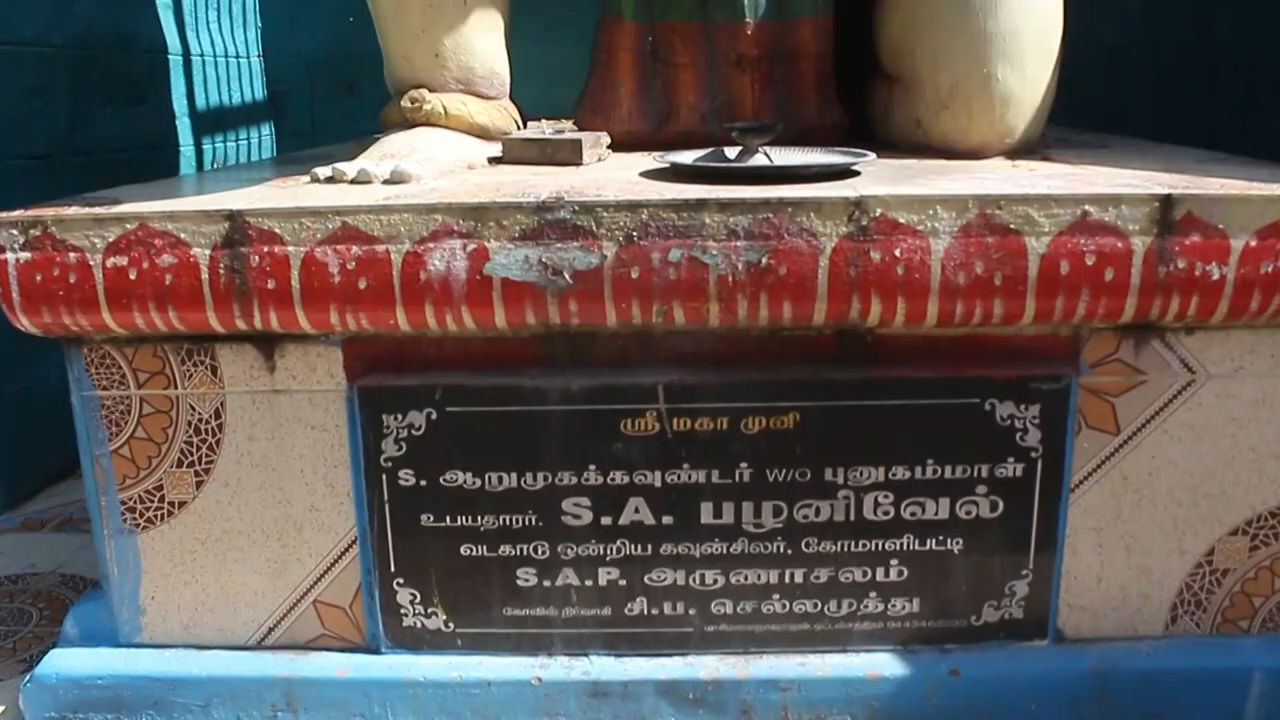 ஸ்ரீ மகா முனி
S. ஆறுமுகக்கவுண்டர் W/O புனுகம்மாள்
உபயதாரர். S.A. பழனிவேல்
வடகாடு ஒன்றிய கவுன்சிலர், கோமாளிபட்டி
S.A.P. அருணாசலம்
கோவில் நிர்வாகி சி.ப. செல்லமுத்து